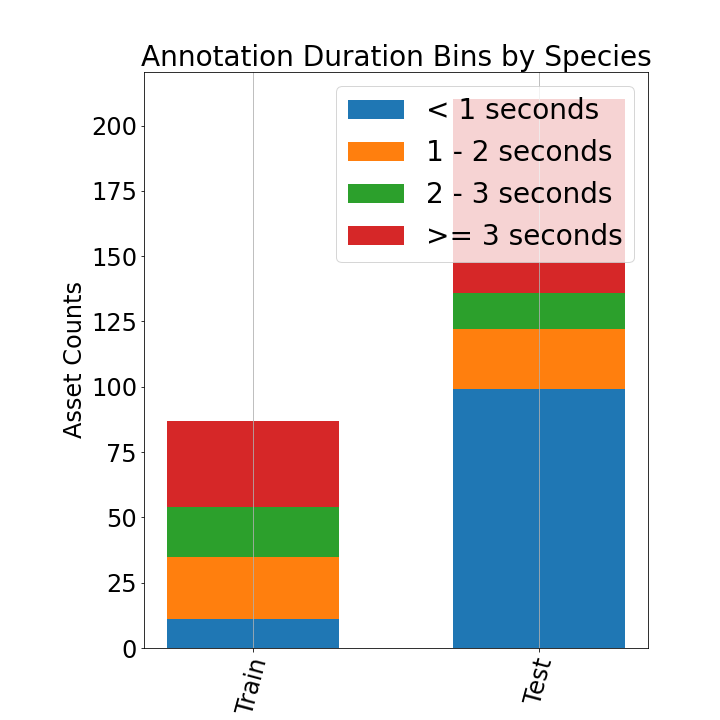 Annotation Duration Bins by Species
< 1 seconds
1 - 2 seconds
2 - 3 seconds
>= 3 seconds
200
175
150
125
100
75
50
25
0
Asset Counts
Train
Test